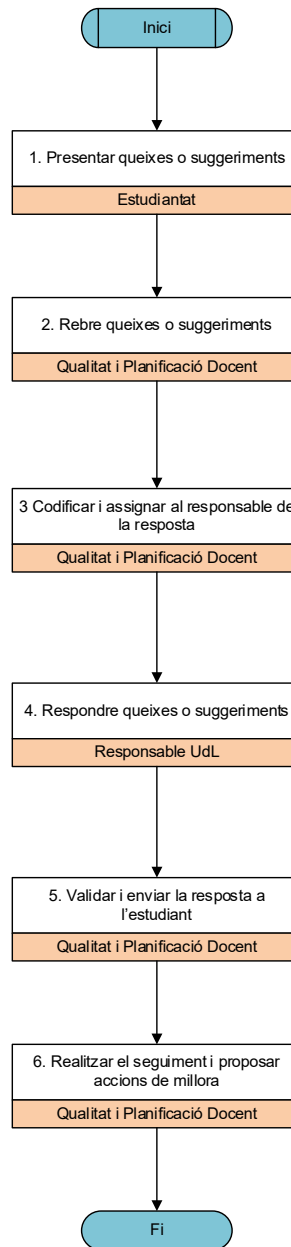 Inici
1. Presentar queixes o suggeriments
Estudiantat
2. Rebre queixes o suggeriments
Qualitat i Planificació Docent
3 Codificar i assignar al responsable de
la resposta
Qualitat i Planificació Docent
4. Respondre queixes o suggeriments
Responsable UdL
5. Validar i enviar la resposta a
l’estudiant
Qualitat i Planificació Docent
6. Realitzar el seguiment i proposar
accions de millora
Qualitat i Planificació Docent
Fi